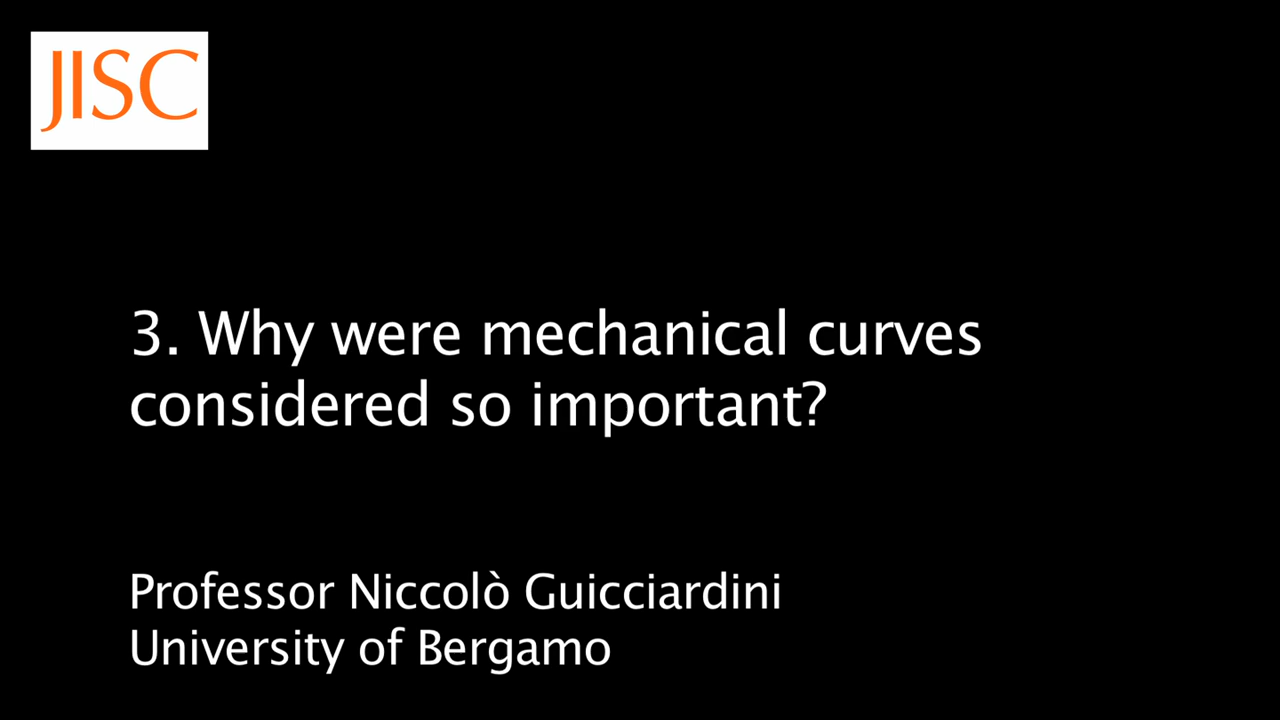 JISC
3. Why were mechanical curves
considered so important?
Professor Niccolò Guicciardini
University of Bergamo